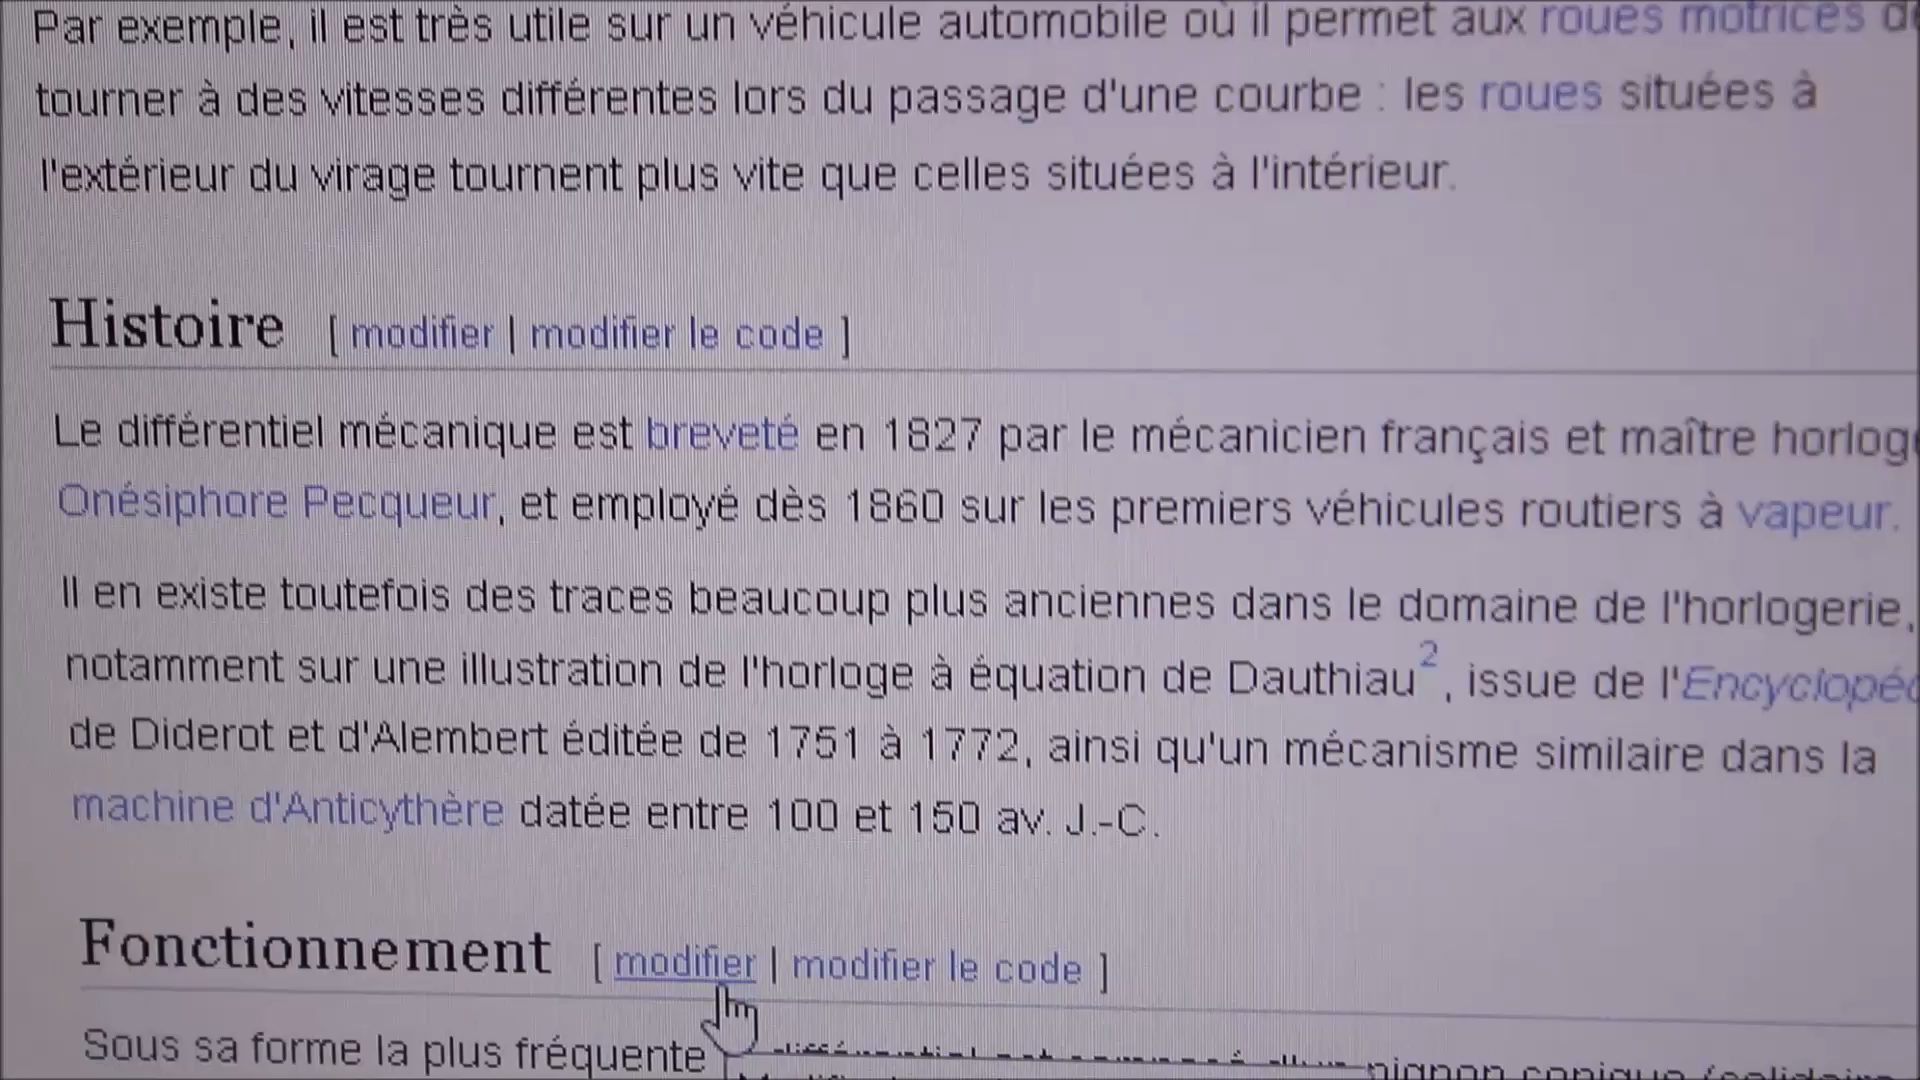 Par exemple, il est très utile sur un véhicule automobile où il permet aux roues motrices
tourner à des vitesses différentes lors du passage d'une courbe : les roues situées à
l'extérieur du virage tournent plus vite que celles situées à l'intérieur.
Histoire [ modifier | modifier le code ]
Le différentiel mécanique est breveté en 1827 par le mécanicien français et maître
Onésiphore Pecqueur, et employé dès 1860 sur les premiers véhicules routiers à vapeur.
Il en existe toutefois des traces beaucoup plus anciennes dans le domaine de l'horlogerie,
notamment sur une illustration de l'horloge à équation de Dauthiau², issue de
de Diderot et d'Alembert éditée de 1751 à 1772, ainsi qu'un mécanisme similaire dans la
machine d'Anticythère datée entre 100 et 150 av. J.-C.
Fonctionnement [ modifier | modifier le code ]
Sous sa forme la plus fréquente pignon conique